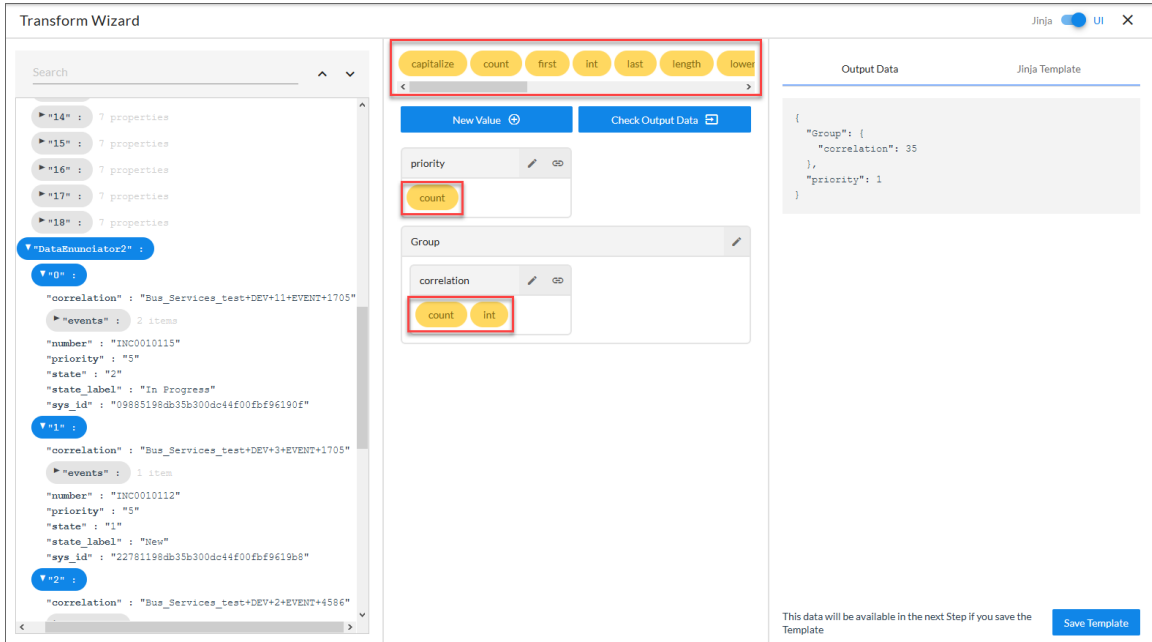 Transform Wizard
Jinja UI
Search
"14" : 7 properties
"15" : 7 properties
"16" : 7 properties
"17" : 7 properties
"18" : 7 properties
"DataEnunciator2" :
"0" :
"correlation" : "Bus_Services_test+DEV+11+EVENT+1705"
"events" : 2 items
"number" : "INC0010115"
"priority" : "5"
"state" : "2"
"state_label" : "In Progress"
"sys_id" : "09885198db35b300dc44f00fbf96190f"
"1" :
"correlation" : "Bus_Services_test+DEV+3+EVENT+1705"
"events" : 1 item
"number" : "INC0010112"
"priority" : "5"
"state" : "1"
"state_label" : "New"
"sys_id" : "22781198db35b300dc44f00fbf9619b8"
"2" :
"correlation" : "Bus_Services_test+DEV+2+EVENT+4586"
capitalize count first int last length lower
New Value Check Output Data
priority
count
Group
correlation
count int
Output Data Jinja Template
{
"Group": {
"correlation": 35
},
"priority": 1
}
This data will be available in the next Step if you save the
Template
Save Template